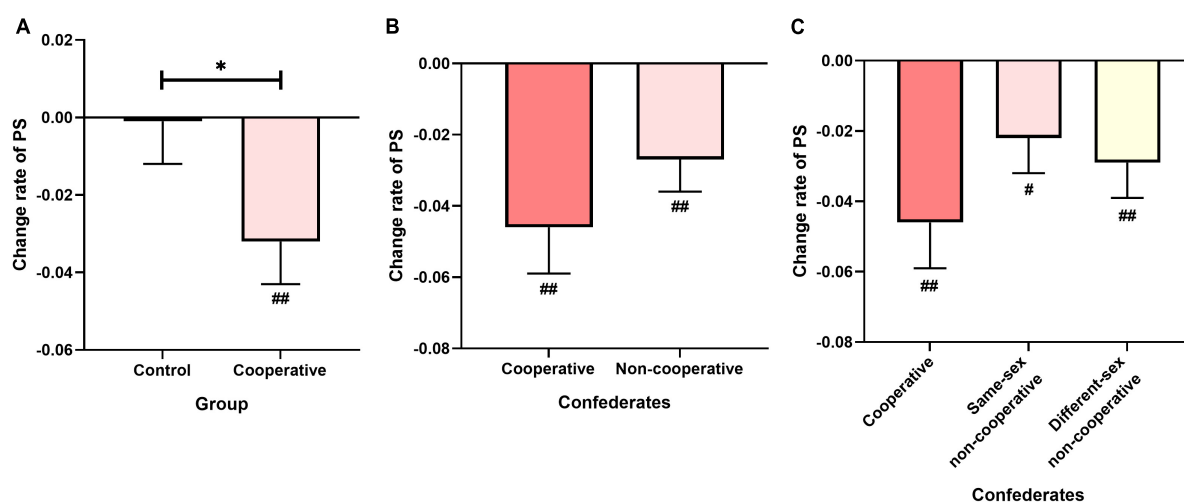 A
Change rate of PS
0.02
0.00
-0.02
-0.04
-0.06
*
##
Control
Cooperative
Group
B
Change rate of PS
0.00
-0.02
-0.04
-0.06
-0.08
##
##
Cooperative
Non-cooperative
Confederates
C
Change rate of PS
0.00
-0.02
-0.04
-0.06
-0.08
##
#
##
Cooperative
Same-sex
non-cooperative
Different-sex
non-cooperative
Confederates